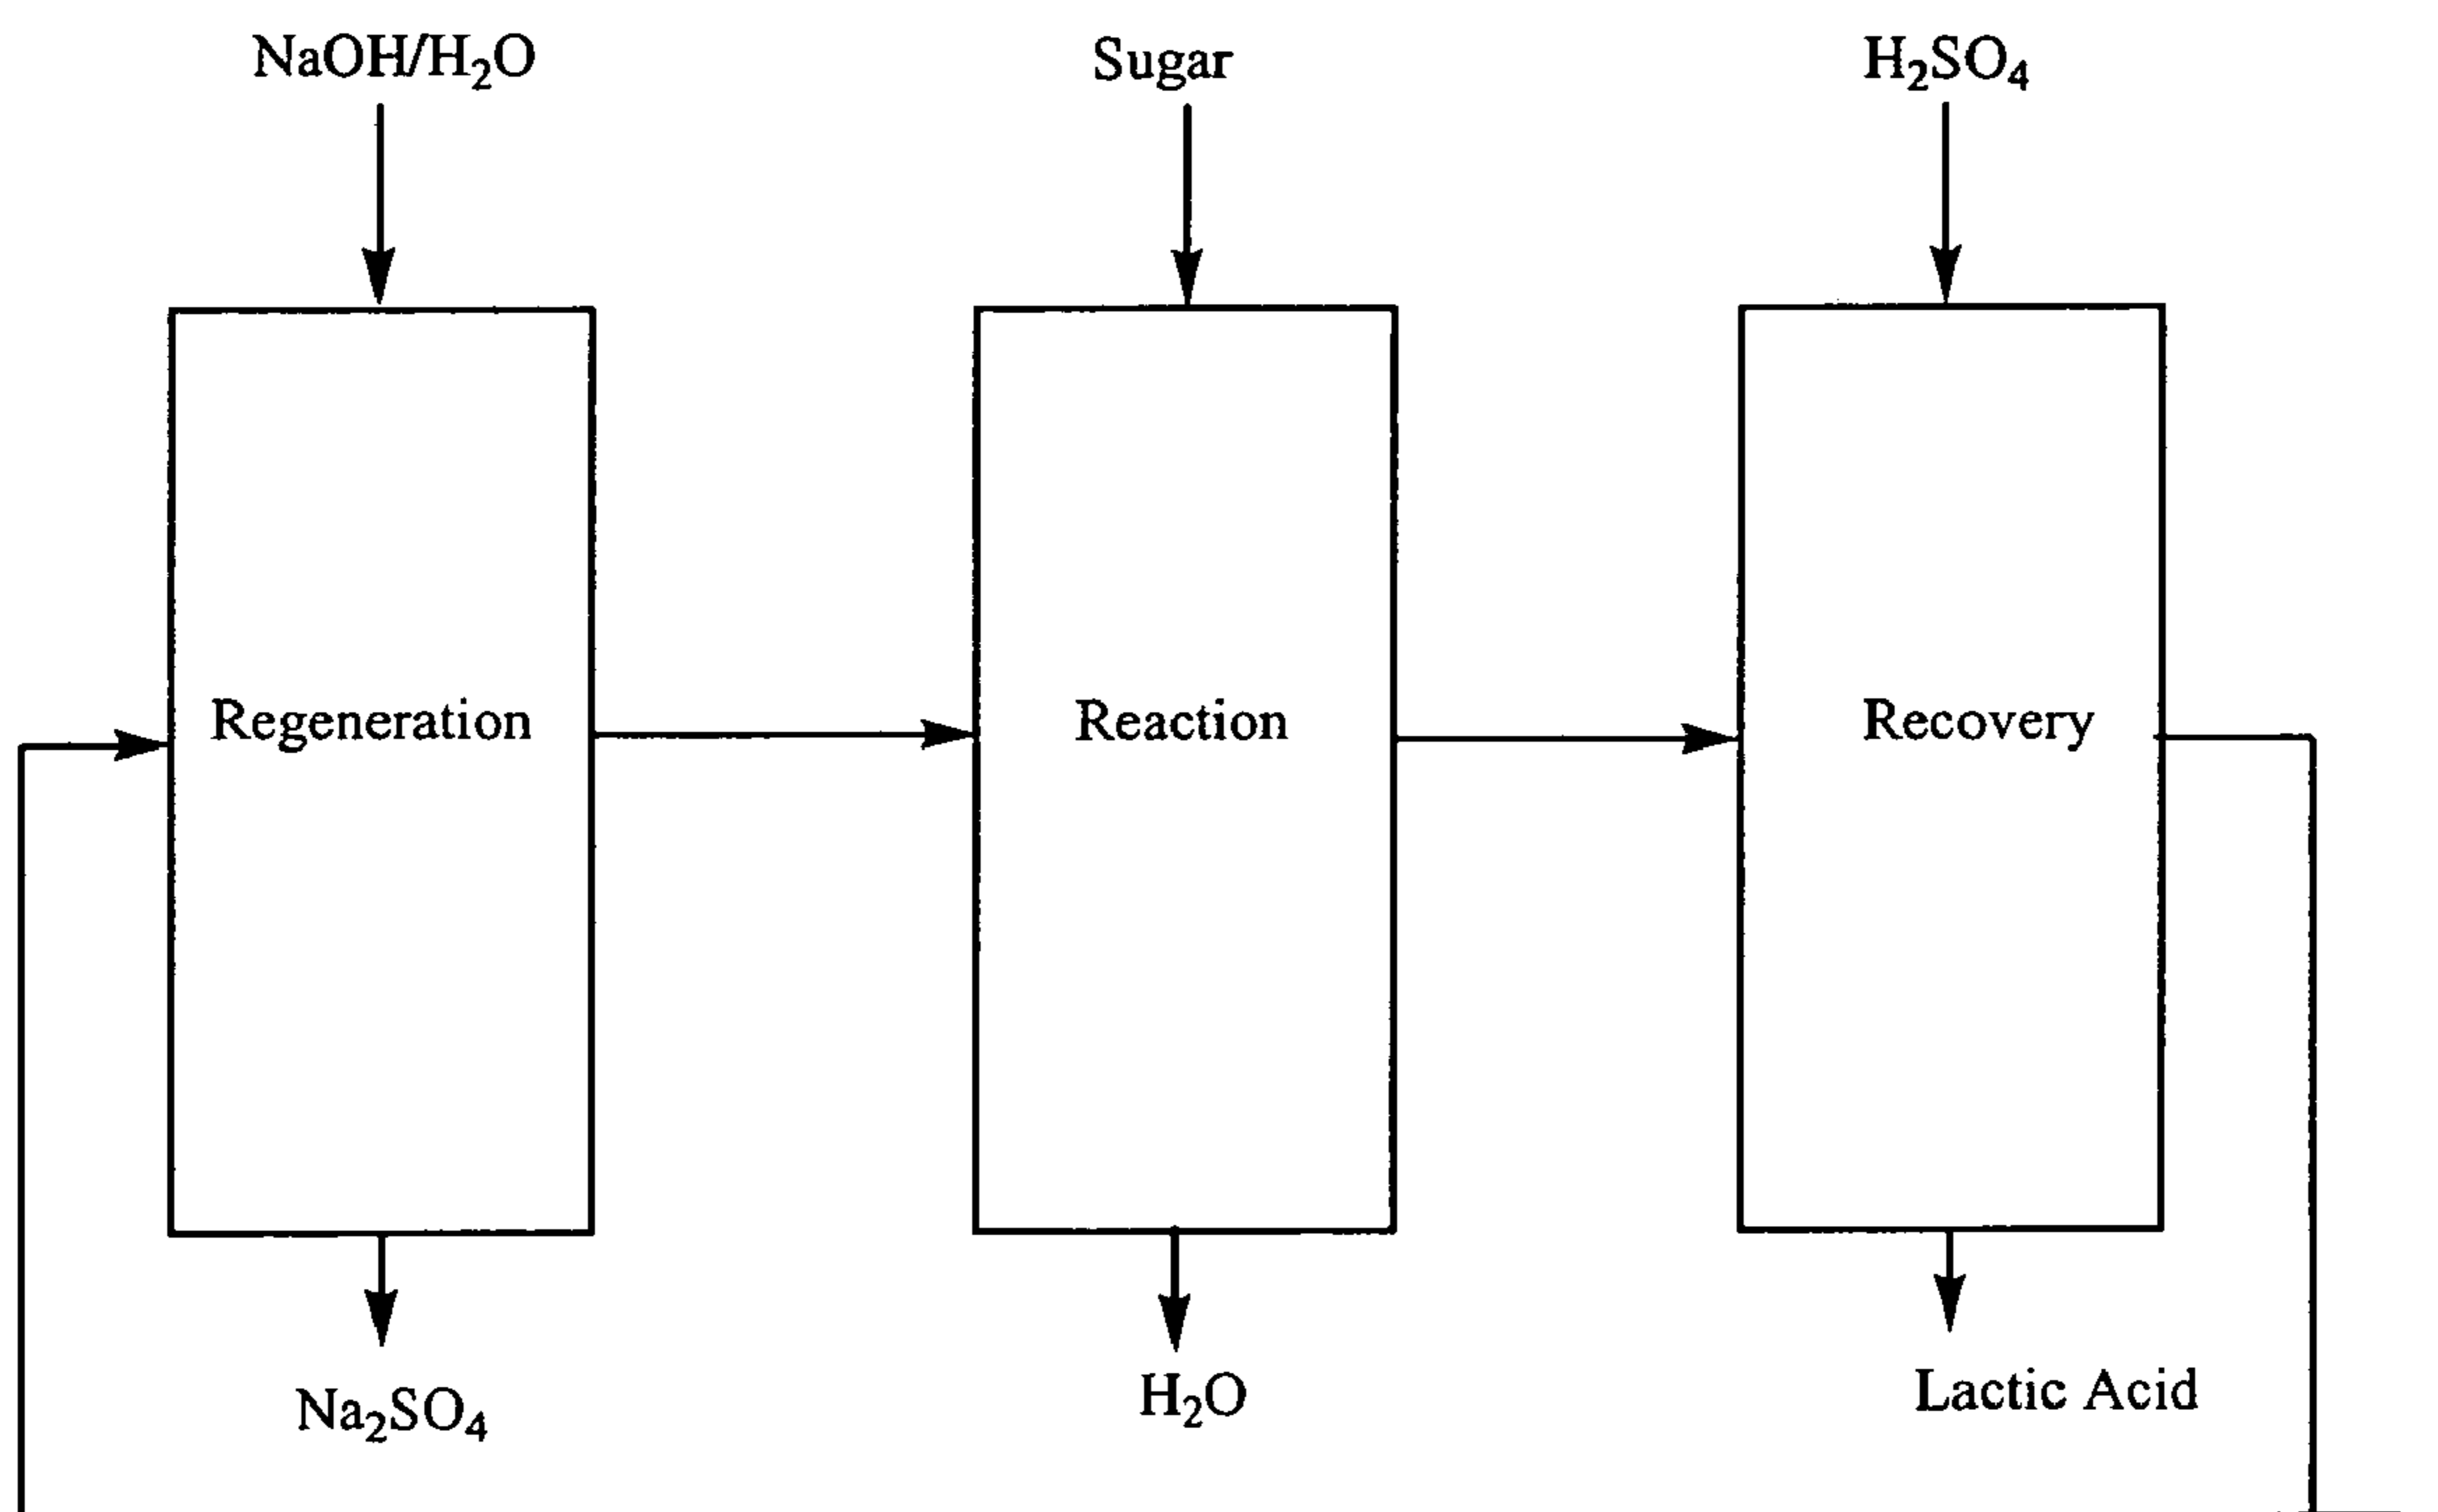 NaOH/H₂O Sugar H₂SO₄
Regeneration Reaction Recovery
Na₂SO₄ H₂O Lactic Acid